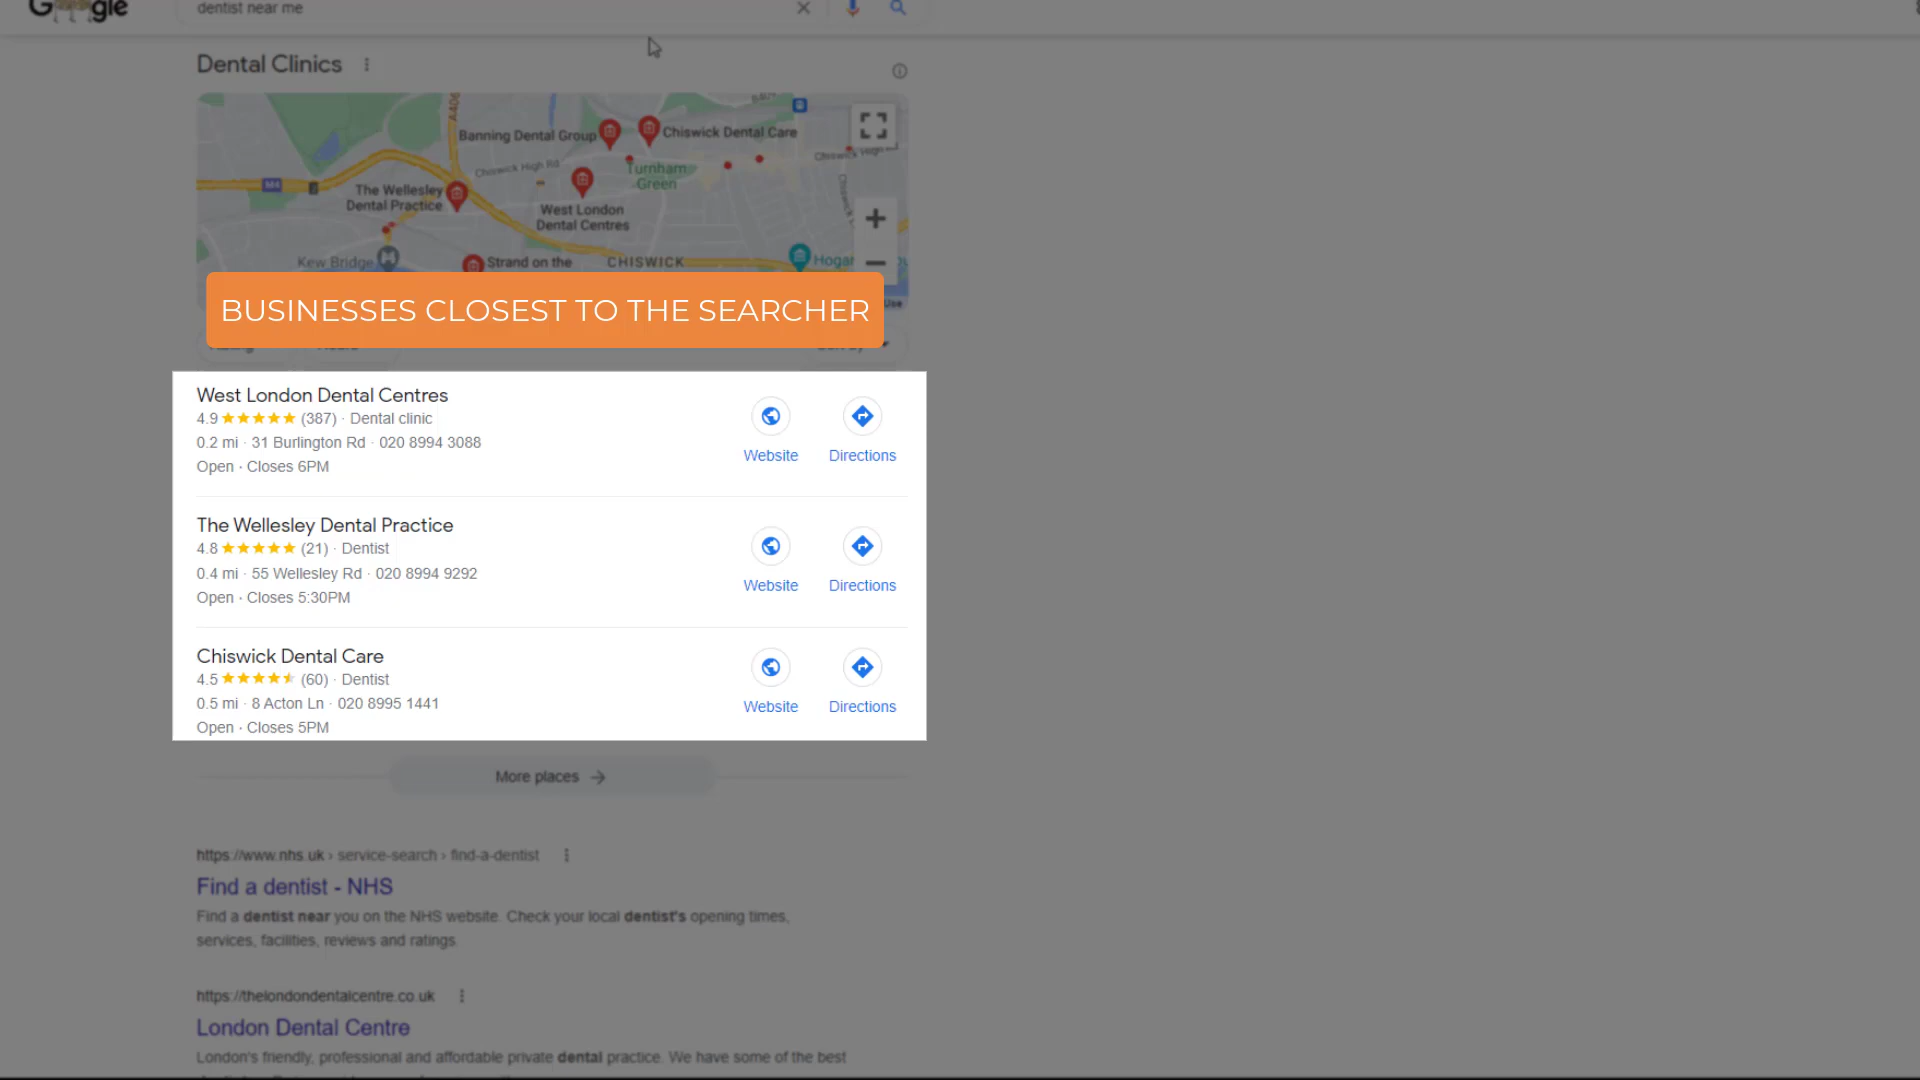 dentist near me
Dental Clinics
A406
Banning Dental Group
Chiswick Dental Care
Chiswick High Rd
Turnham
Green
M4
The Wellesley
Dental Practice
West London
Dental Centres
Kew Bridge
Strand on the
CHISWICK
Hogar
BUSINESSES CLOSEST TO THE SEARCHER
West London Dental Centres
4.9 (387) · Dental clinic
0.2 mi · 31 Burlington Rd · 020 8994 3088
Open · Closes 6PM
Website
Directions
The Wellesley Dental Practice
4.8 (21) · Dentist
0.4 mi · 55 Wellesley Rd · 020 8994 9292
Open · Closes 5:30PM
Website
Directions
Chiswick Dental Care
4.5 (60) · Dentist
0.5 mi · 8 Acton Ln · 020 8995 1441
Open · Closes 5PM
Website
Directions
More places
https://www.nhs.uk › service-search › find-a-dentist
Find a dentist - NHS
Find a dentist near you on the NHS website. Check your local dentist's opening times,
services, facilities, reviews and ratings.
https://thelondondentalcentre.co.uk
London Dental Centre
London's friendly, professional and affordable private dental practice. We have some of the best